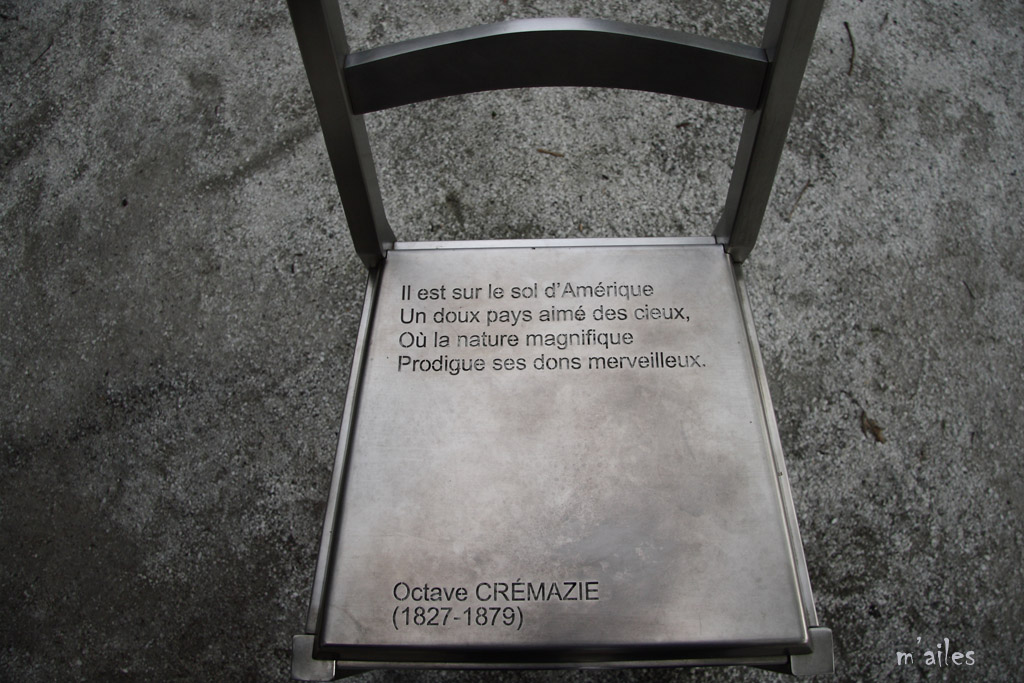 Il est sur le sol d'Amérique
Un doux pays aimé des cieux,
Où la nature magnifique
Prodigue ses dons merveilleux.
Octave CRÉMAZIE
(1827-1879)
m'ailes